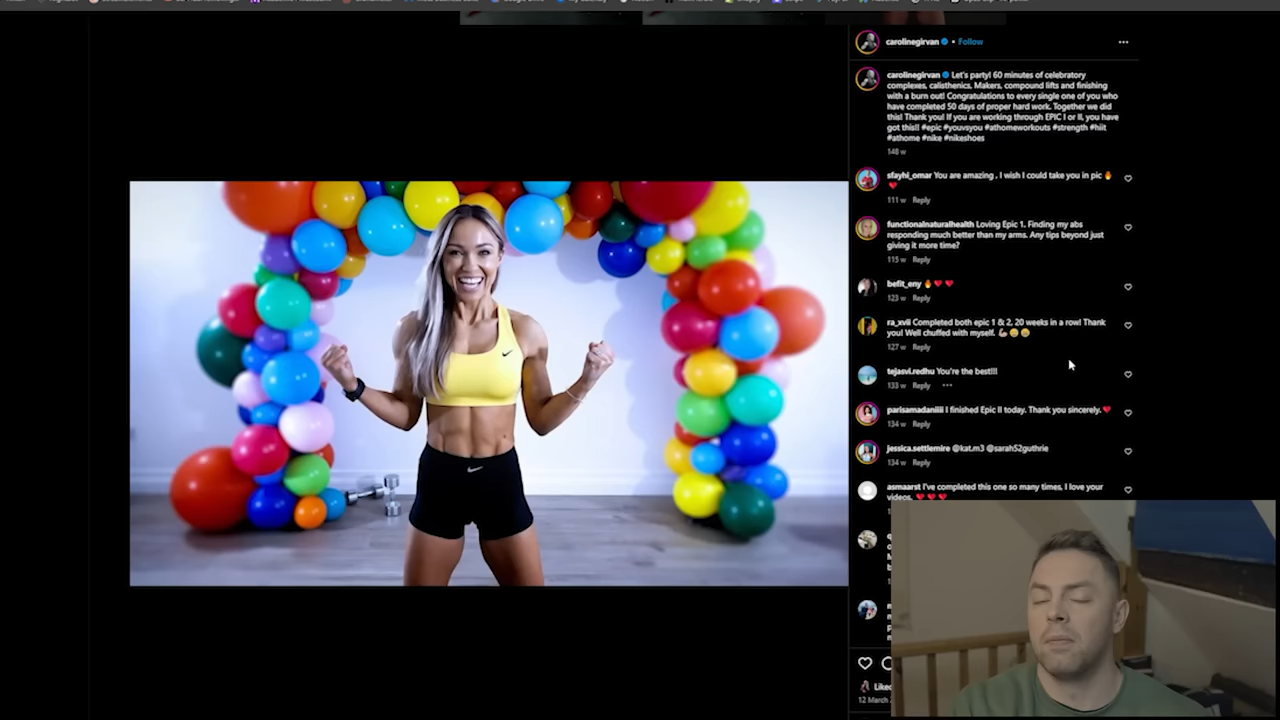 carolinegirvan • Follow
carolinegirvan Let's party! 60 minutes of celebratory
complexes, calisthenics, Makers, compound lifts and finishing
with a burn out! Congratulations to every single one of you who
have completed 50 days of proper hard work. Together we did
this! Thank you! If you are working through EPIC I or II, you have
got this!! #epic #youvsyou #athomeworkouts #strength #hiit
#athome #nike #nikeshoes
148 w
sfayhi_omar You are amazing , I wish I could take you in pic 🔥
❤️
111 w Reply
functionalnaturalhealth Loving Epic 1. Finding my abs
responding much better than my arms. Any tips beyond just
giving it more time?
115 w Reply
befit_eny 🔥❤️❤️
123 w Reply
ra_xvii Completed both epic 1 & 2, 20 weeks in a row! Thank
you! Well chuffed with myself.
127 w Reply
tejasvi.redhu You're the best!!!
133 w Reply
parisamadaniiii I finished Epic II today. Thank you sincerely.❤️
134 w Reply
jessica.settlemire @kat.m3 @sarah52guthrie
134 w Reply
asmaarst I've completed this one so many times, I love your
videos. ❤️❤️❤️
12 March